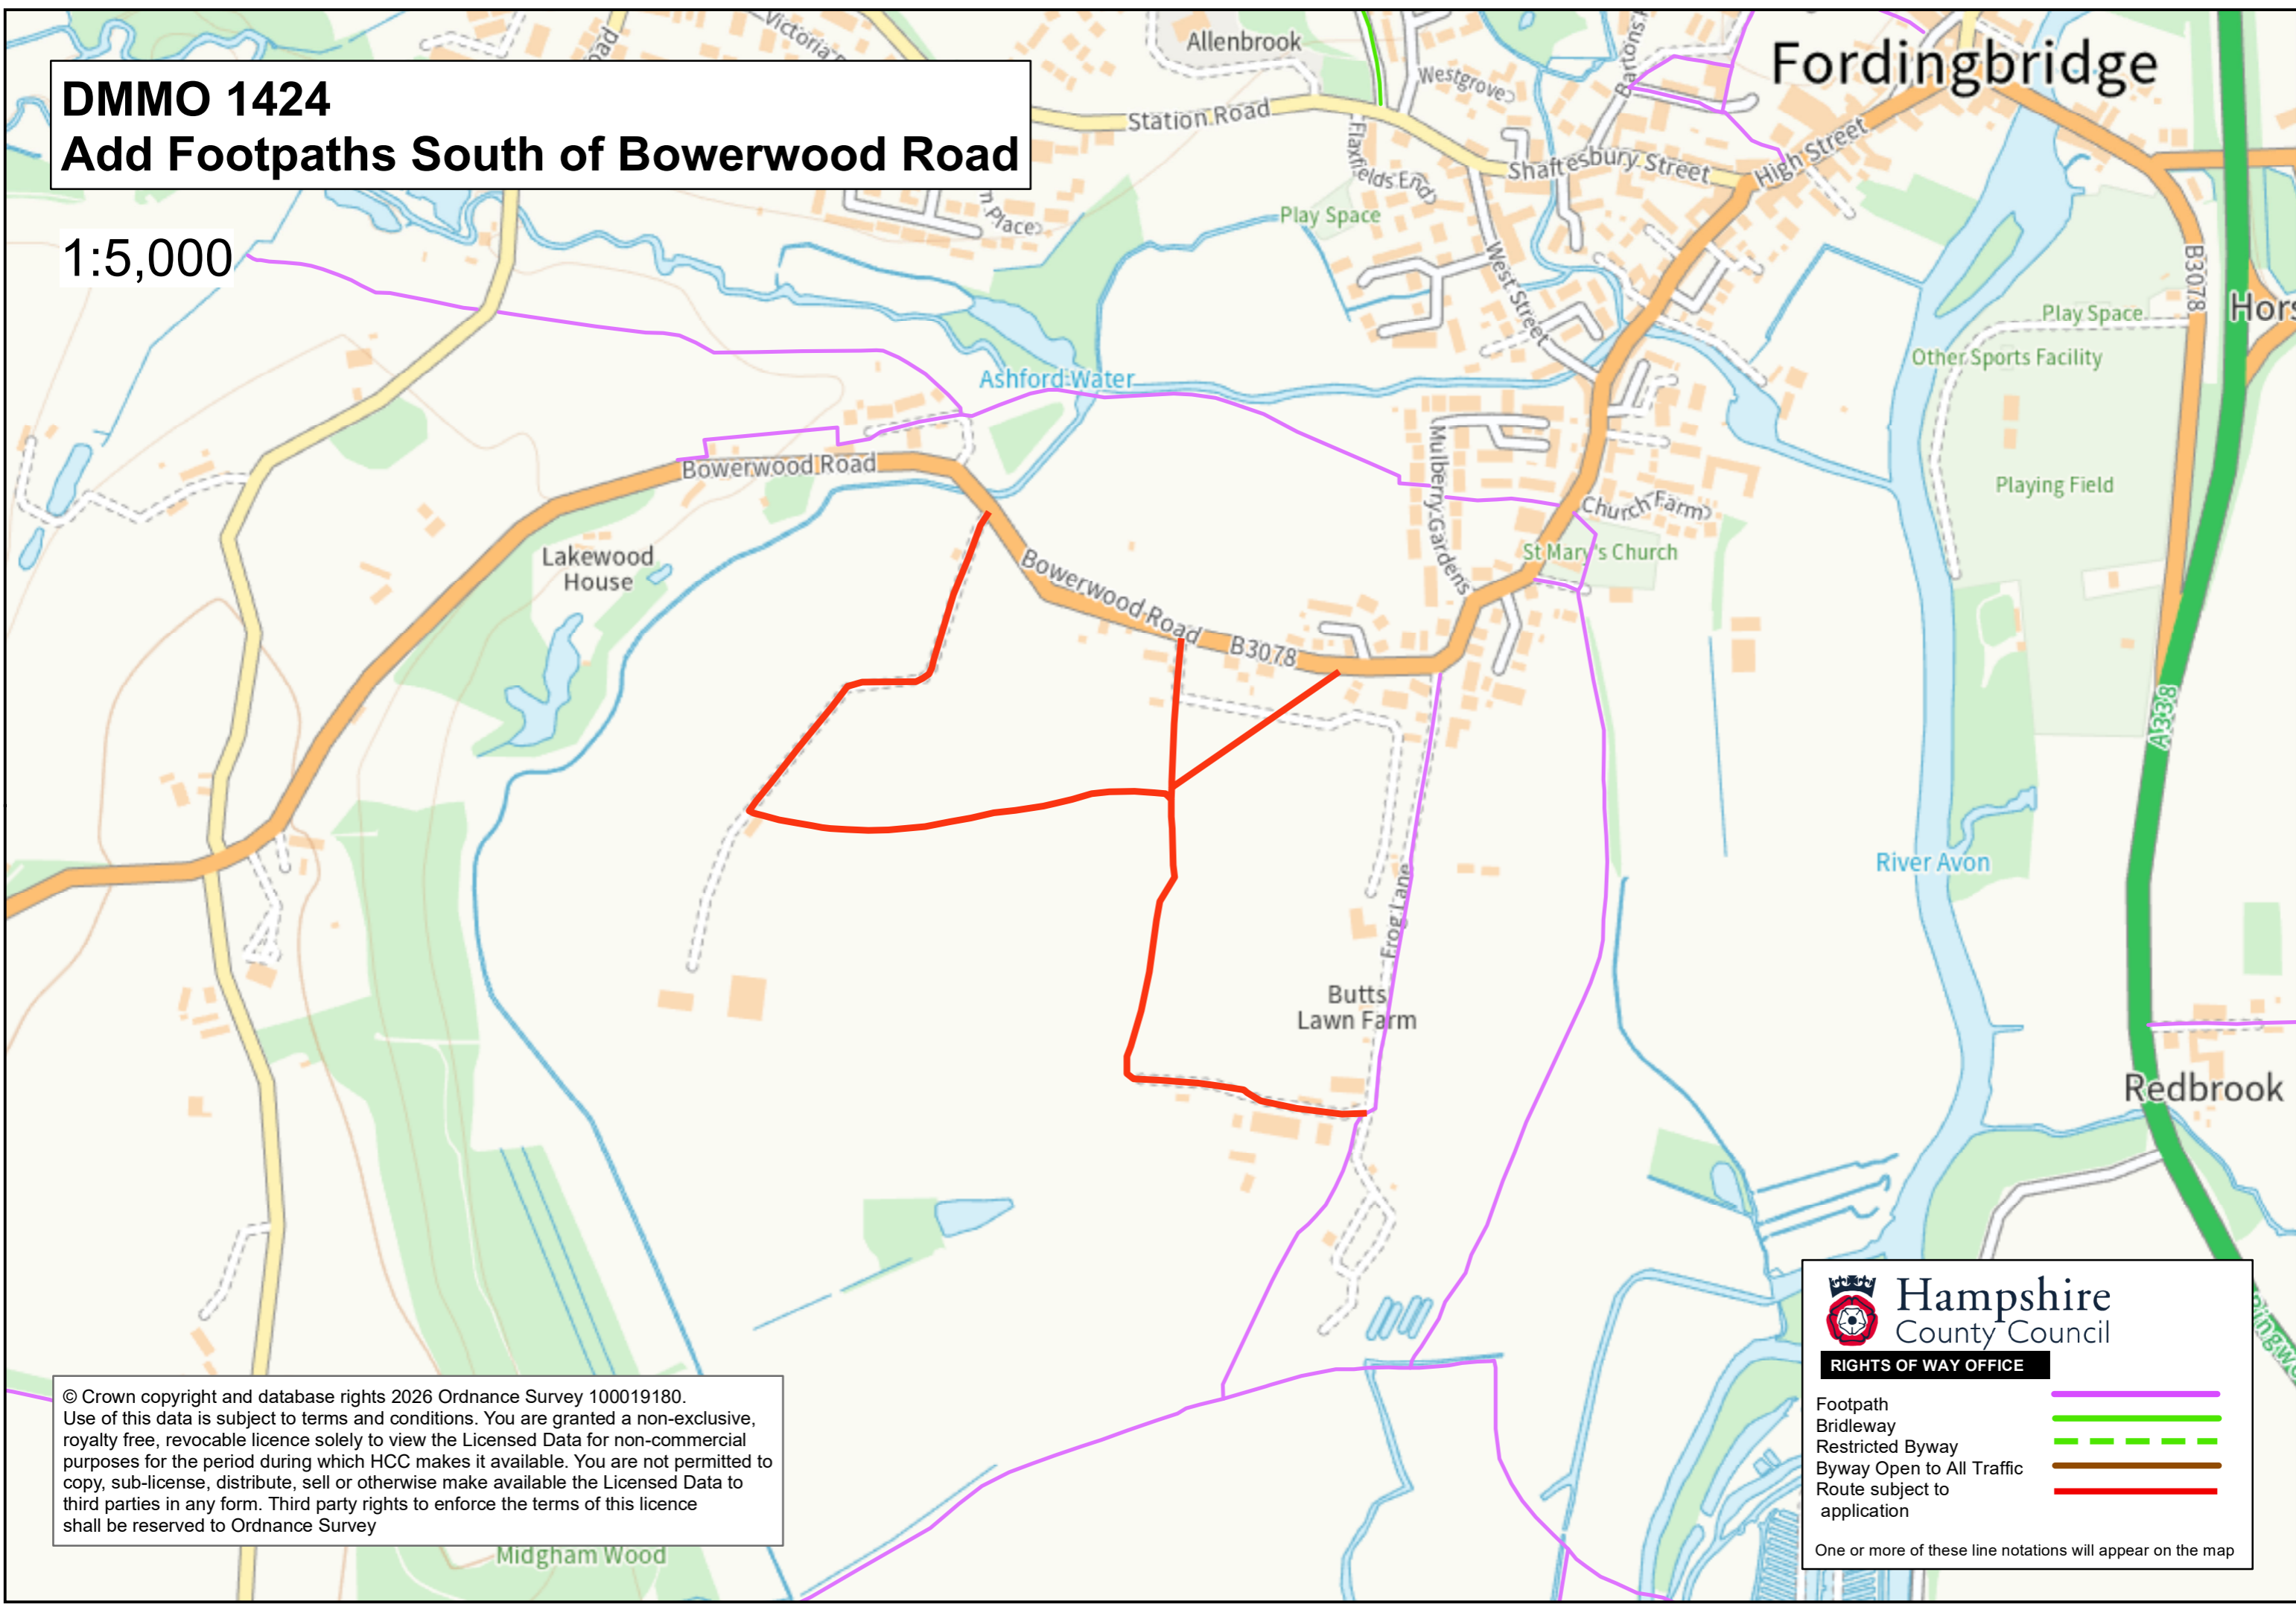 DMMO 1424
Add Footpaths South of Bowerwood Road
1:5,000
Allenbrook
Station Road
Westgrove
Flaxfields End
Play Space
Shaftesbury Street
High Street
Fordingbridge
West Street
B3078
Hors
Play Space
Other Sports Facility
Playing Field
Ashford Water
Bowerwood Road
Mulberry Gardens
Church Farm
St Mary's Church
Lakewood
House
Bowerwood Road
B3078
A338
River Avon
Frog Lane
Butts
Lawn Farm
Redbrook
Midgham Wood
© Crown copyright and database rights 2026 Ordnance Survey 100019180.
Use of this data is subject to terms and conditions. You are granted a non-exclusive,
royalty free, revocable licence solely to view the Licensed Data for non-commercial
purposes for the period during which HCC makes it available. You are not permitted to
copy, sub-license, distribute, sell or otherwise make available the Licensed Data to
third parties in any form. Third party rights to enforce the terms of this licence
shall be reserved to Ordnance Survey
Hampshire
County Council
RIGHTS OF WAY OFFICE
Footpath
Bridleway
Restricted Byway
Byway Open to All Traffic
Route subject to
application
One or more of these line notations will appear on the map